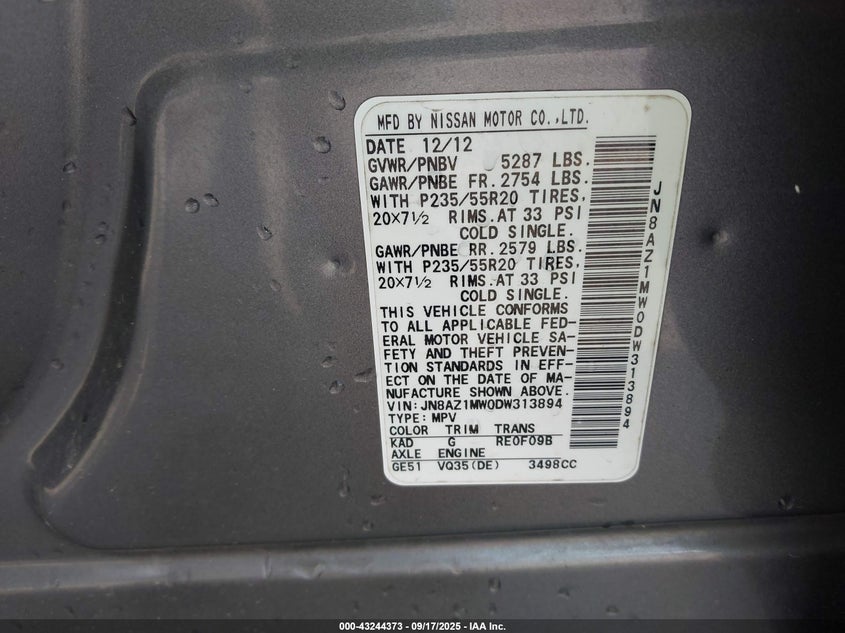 MFD BY NISSAN MOTOR CO.,LTD.
DATE 12/12
GVWR/PNBV 5287 LBS.
GAWR/PNBE FR. 2754 LBS.
WITH P235/55R20 TIRES,
20×7½ RIMS. AT 33 PSI
COLD SINGLE.
GAWR/PNBE RR. 2579 LBS.
WITH P235/55R20 TIRES,
20×7½ RIMS. AT 33 PSI
COLD SINGLE.
THIS VEHICLE CONFORMS
TO ALL APPLICABLE FED-
ERAL MOTOR VEHICLE SA-
FETY AND THEFT PREVEN-
TION STANDARDS IN EFF-
ECT ON THE DATE OF MA-
NUFACTURE SHOWN ABOVE.
VIN: JN8AZ1MW0DW313894
TYPE: MPV
COLOR TRIM TRANS
KAD G RE0F09B
AXLE ENGINE
GE51 VQ35(DE) 3498CC
JN8AZ1MW0DW313894
000-43244373 - 09/17/2025 - IAA Inc.